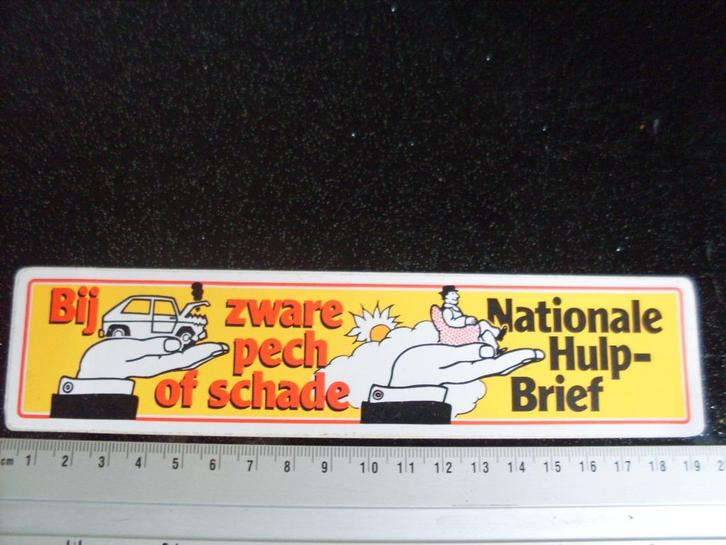 Bij zware
pech
of schade
Nationale
Hulp-
Brief
cm 1 2 3 4 5 6 7 8 9 10 11 12 13 14 15 16 17 18 19 2